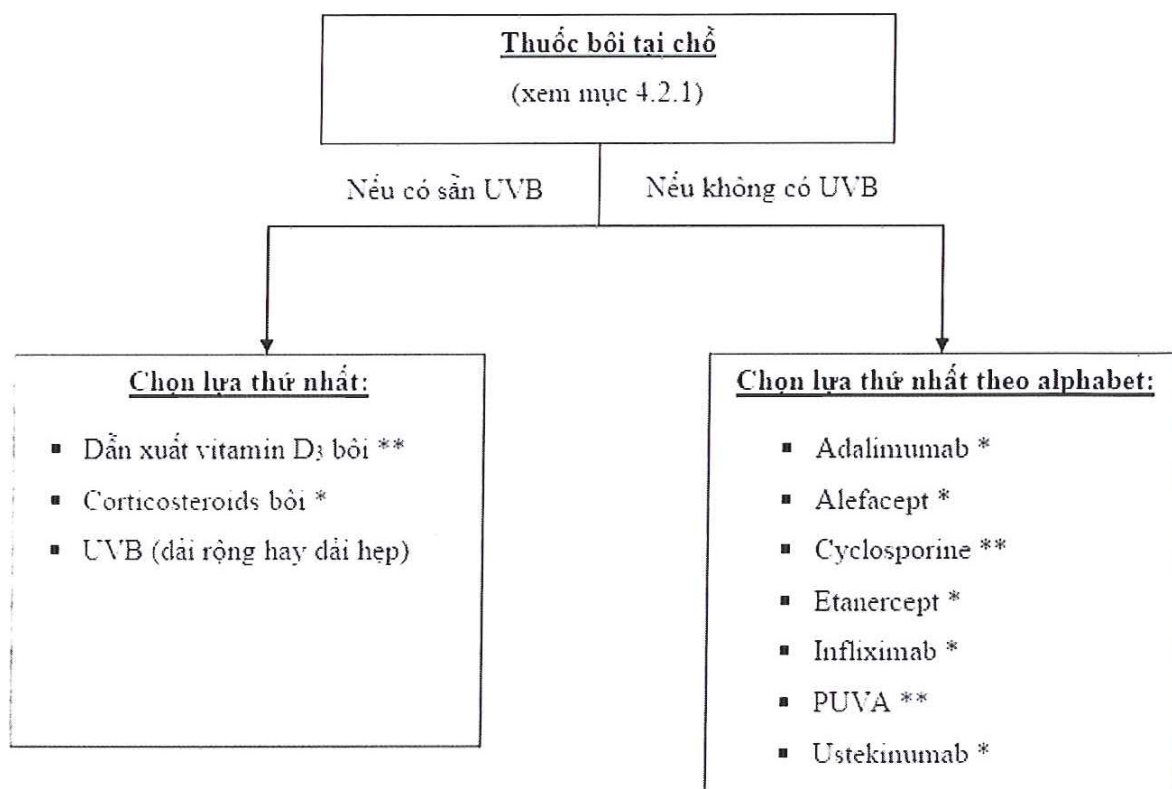 Thuốc bôi tại chỗ
(xem mục 4.2.1)
Nếu có sẵn UVB
Nếu không có UVB
Chọn lựa thứ nhất:
▪ Dẫn xuất vitamin D₃ bôi **
▪ Corticosteroids bôi *
▪ UVB (dải rộng hay dải hẹp)
Chọn lựa thứ nhất theo alphabet:
▪ Adalimumab *
▪ Alefacept *
▪ Cyclosporine **
▪ Etanercept *
▪ Infliximab *
▪ PUVA **
▪ Ustekinumab *